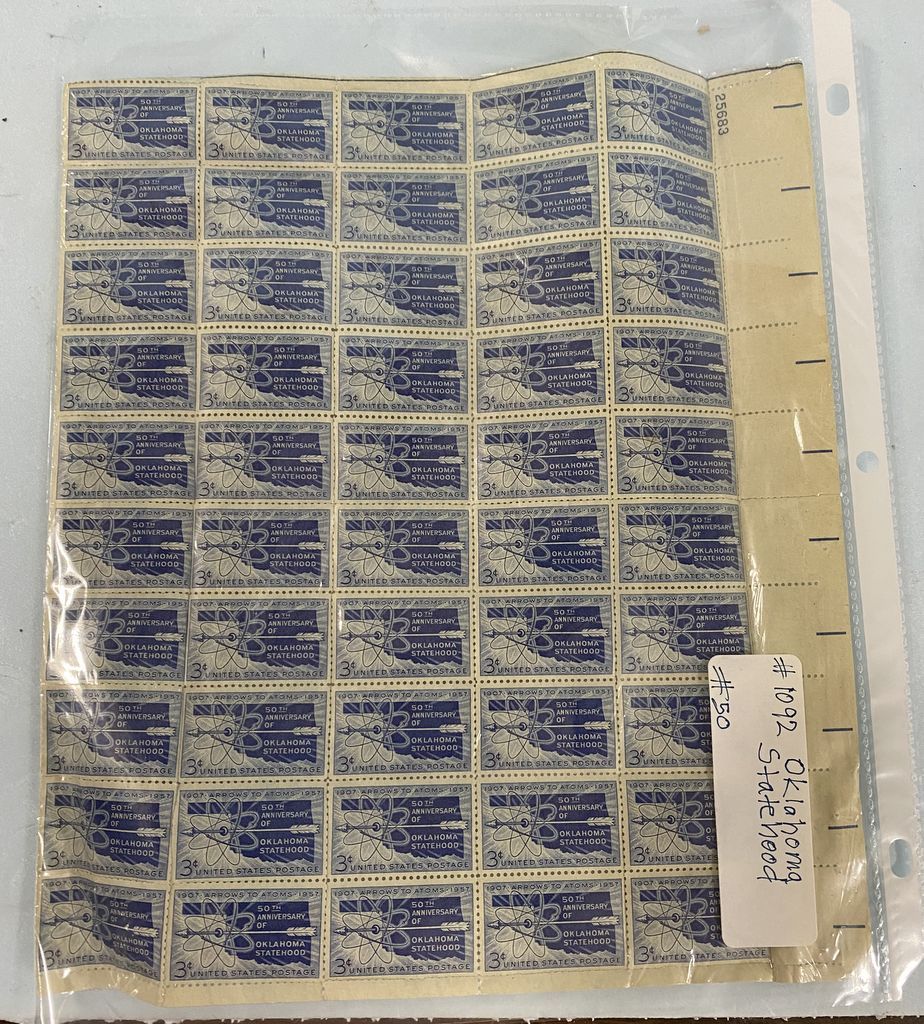 1907·ARROWS TO ATOMS·1957
50TH
ANNIVERSARY
OF
OKLAHOMA
STATEHOOD
3¢ UNITED STATES POSTAGE
25683
#1092 Oklahoma
Statehood
#50